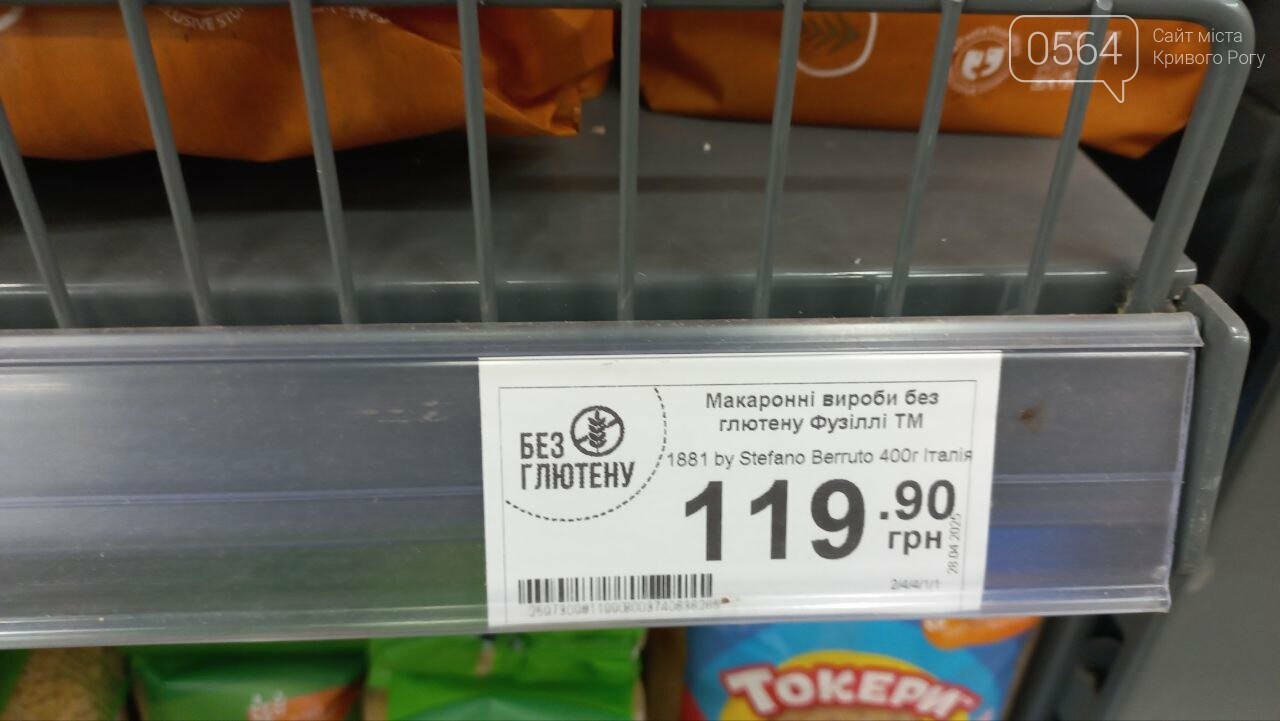 0564
Сайт міста
Кривого Рогу
Макаронні вироби без
глютену Фузіллі ТМ
1881 by Stefano Berruto 400г Італія
БЕЗ
ГЛЮТЕНУ
119.90
грн
28.04.2025
2/4/4/1/1
ТОКЕРИ